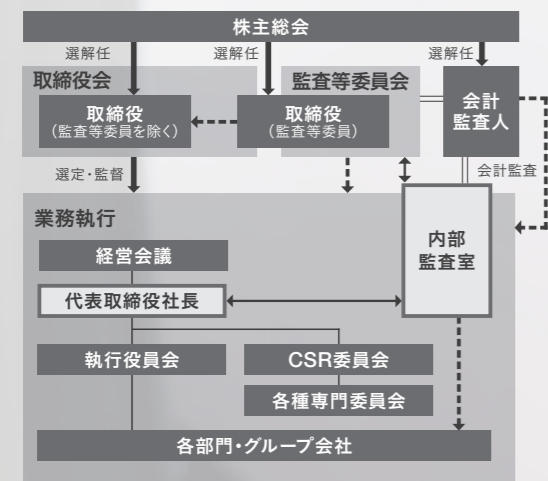 株主総会
選解任
選解任
選解任
取締役会
監査等委員会
取締役
（監査等委員を除く）
取締役
（監査等委員）
会計
監査人
選定・監督
会計監査
業務執行
内部
監査室
経営会議
代表取締役社長
執行役員会
CSR委員会
各種専門委員会
各部門・グループ会社